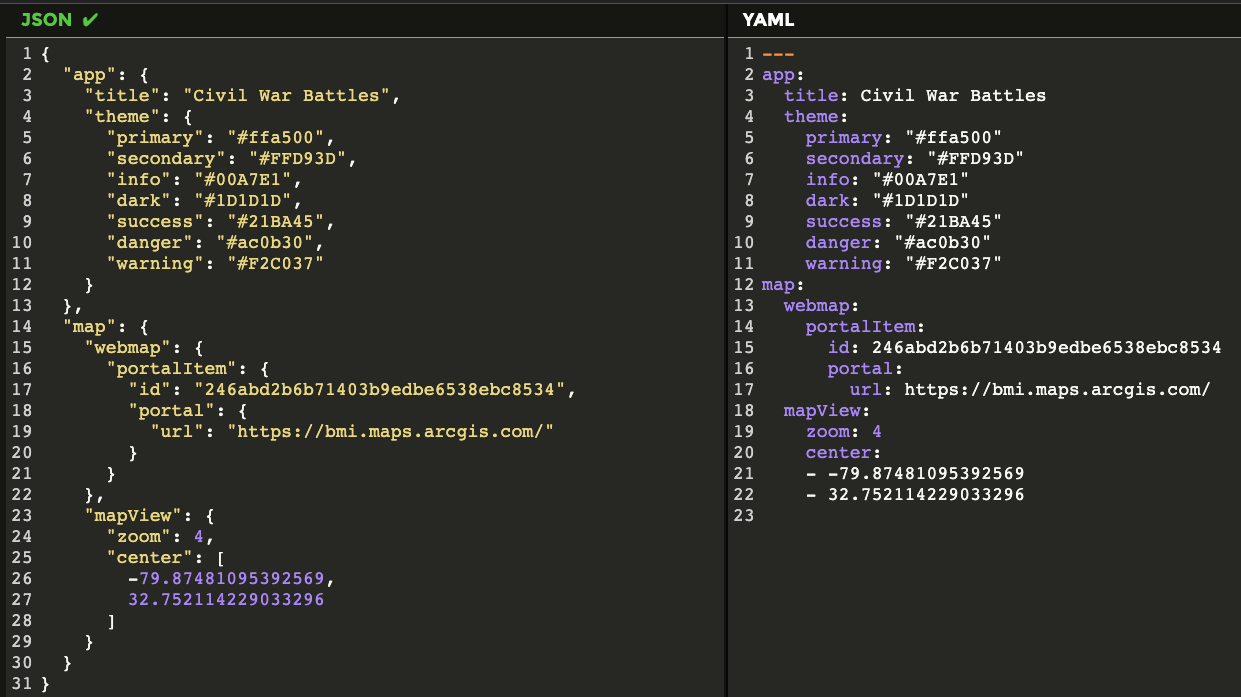 JSON ✔
1 {
2   "app": {
3     "title": "Civil War Battles",
4     "theme": {
5       "primary": "#ffa500",
6       "secondary": "#FFD93D",
7       "info": "#00A7E1",
8       "dark": "#1D1D1D",
9       "success": "#21BA45",
10       "danger": "#ac0b30",
11       "warning": "#F2C037"
12     }
13   },
14   "map": {
15     "webmap": {
16       "portalItem": {
17         "id": "246abd2b6b71403b9edbe6538ebc8534",
18         "portal": {
19           "url": "https://bmi.maps.arcgis.com/"
20         }
21       }
22     },
23     "mapView": {
24       "zoom": 4,
25       "center": [
26         -79.87481095392569,
27         32.752114229033296
28       ]
29     }
30   }
31 }
YAML
1 ---
2 app:
3   title: Civil War Battles
4   theme:
5     primary: "#ffa500"
6     secondary: "#FFD93D"
7     info: "#00A7E1"
8     dark: "#1D1D1D"
9     success: "#21BA45"
10     danger: "#ac0b30"
11     warning: "#F2C037"
12 map:
13   webmap:
14     portalItem:
15       id: 246abd2b6b71403b9edbe6538ebc8534
16       portal:
17         url: https://bmi.maps.arcgis.com/
18   mapView:
19     zoom: 4
20     center:
21     - -79.87481095392569
22     - 32.752114229033296
23